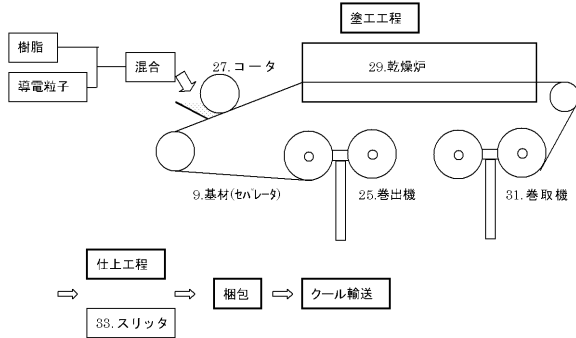 塗工工程
樹脂
導電粒子
混合
27.コータ
29.乾燥炉
9.基材(セパレータ)
25.巻出機
31.巻取機
仕上工程
33.スリッタ
梱包
クール輸送